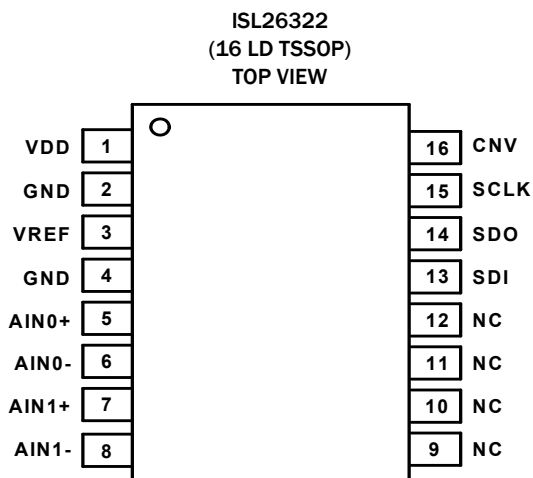 ISL26322
(16 LD TSSOP)
TOP VIEW
VDD 1 16 CNV
GND 2 15 SCLK
VREF 3 14 SDO
GND 4 13 SDI
AIN0+ 5 12 NC
AIN0- 6 11 NC
AIN1+ 7 10 NC
AIN1- 8 9 NC